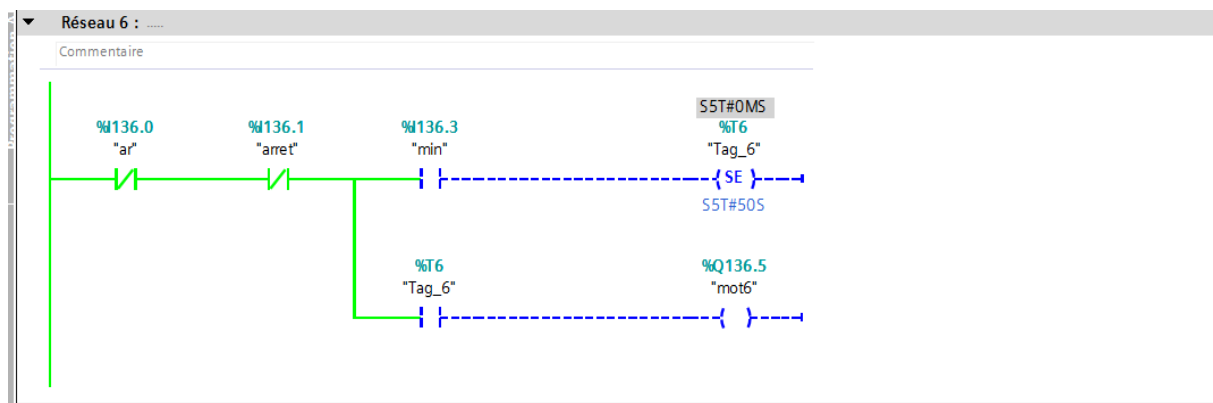 Réseau 6 : .....
Commentaire
S5T#0MS
%I136.0 %I136.1 %I136.3 %T6
"ar" "arret" "min" "Tag_6"
SE
S5T#50S
%T6 %Q136.5
"Tag_6" "mot6"